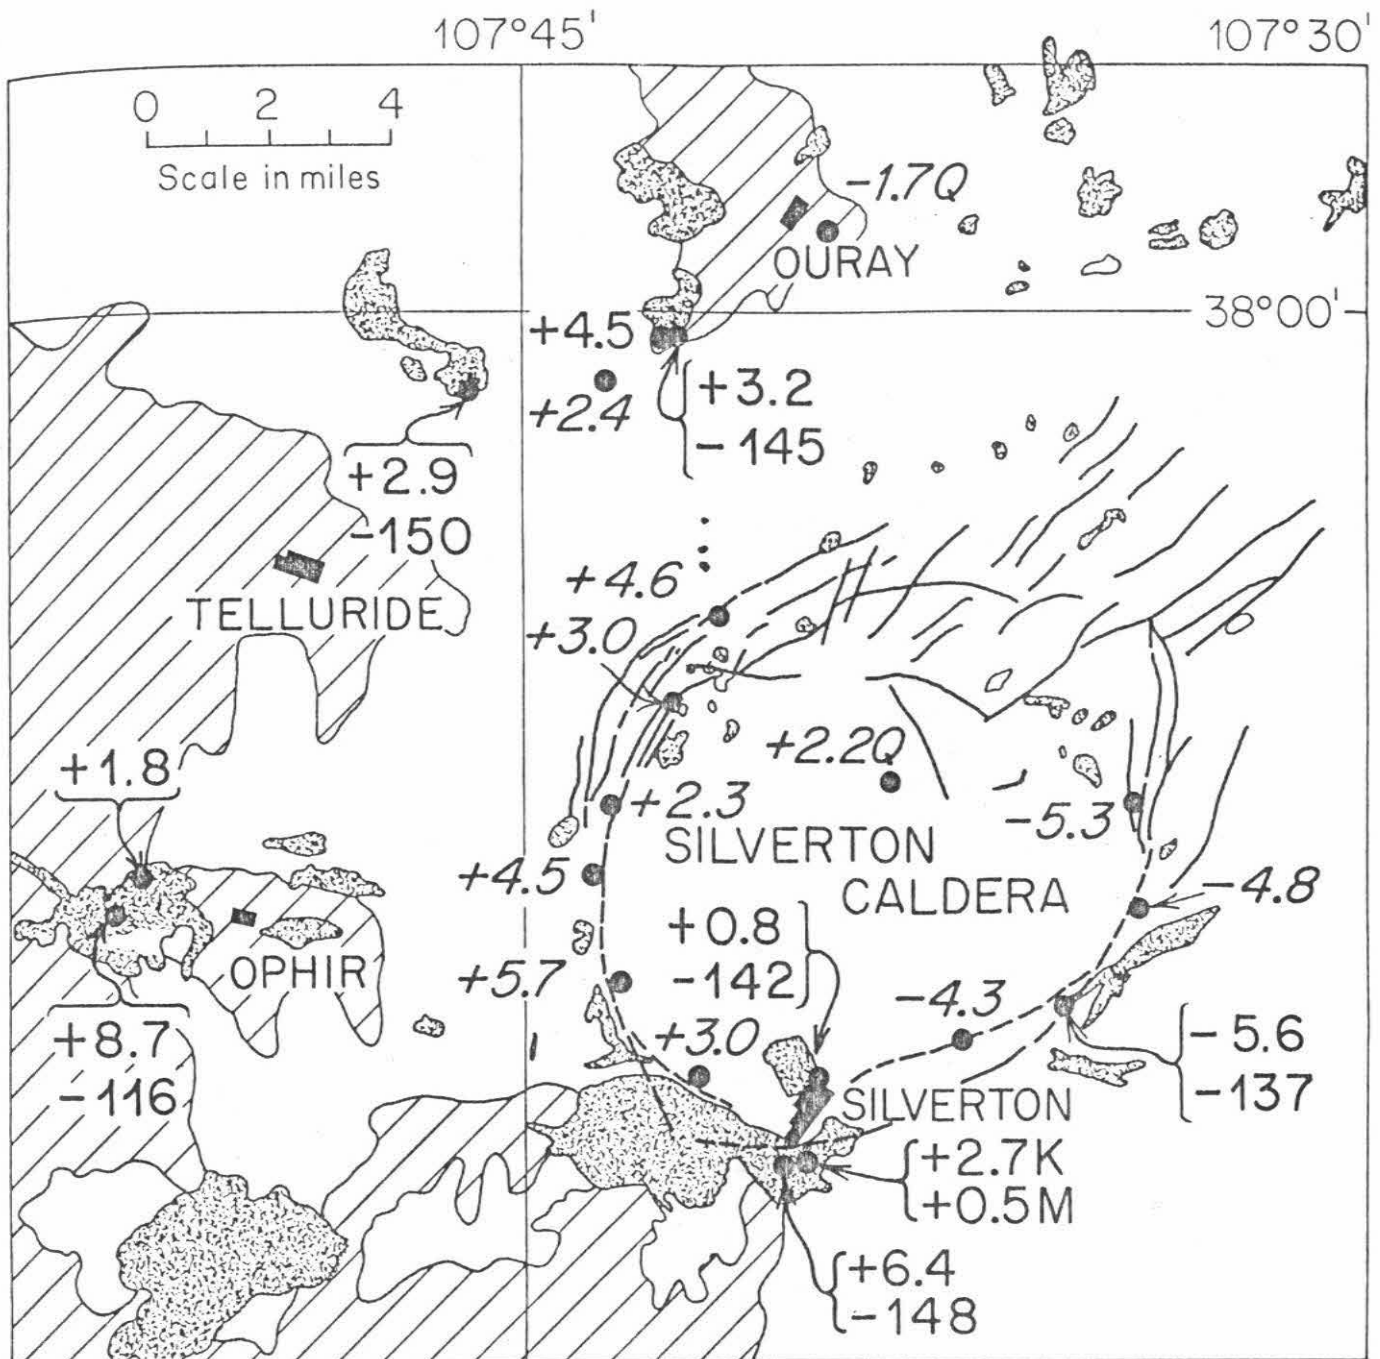 107°45'
107°30'
0 2 4
Scale in miles
-1.7Q
OURAY
38°00'
+4.5
+2.4
+3.2
-145
+2.9
-150
TELLURIDE
+4.6
+3.0
+2.2Q
+2.3
-5.3
SILVERTON
CALDERA
+1.8
+4.5
-4.8
OPHIR
+0.8
-142
+5.7
-4.3
+3.0
+8.7
-116
-5.6
-137
SILVERTON
+2.7K
+0.5M
+6.4
-148